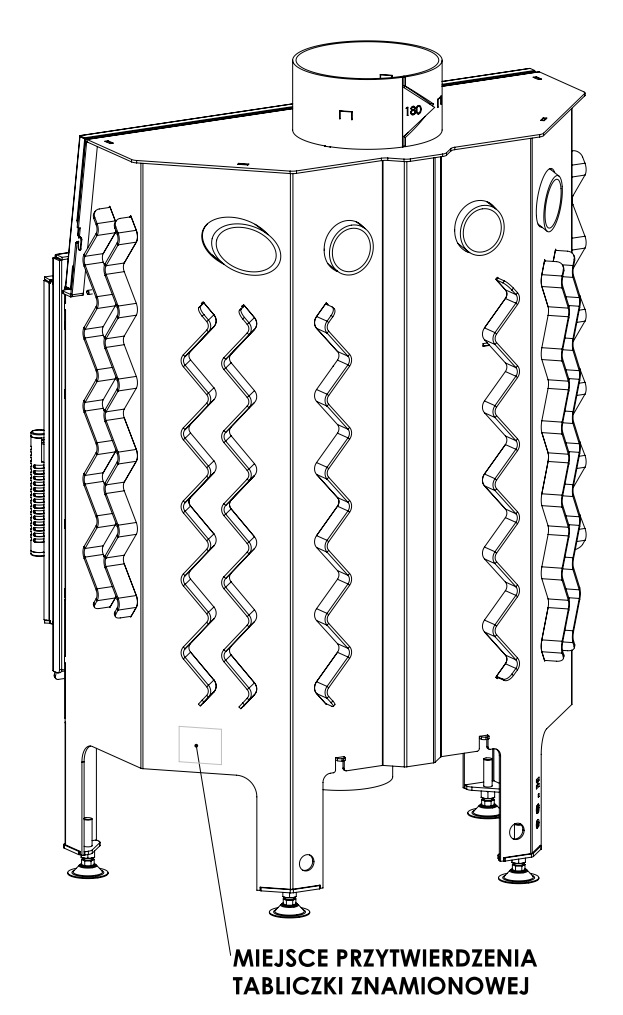 180
MIEJSCE PRZYTWIERDZENIA
TABLICZKI ZNAMIONOWEJ